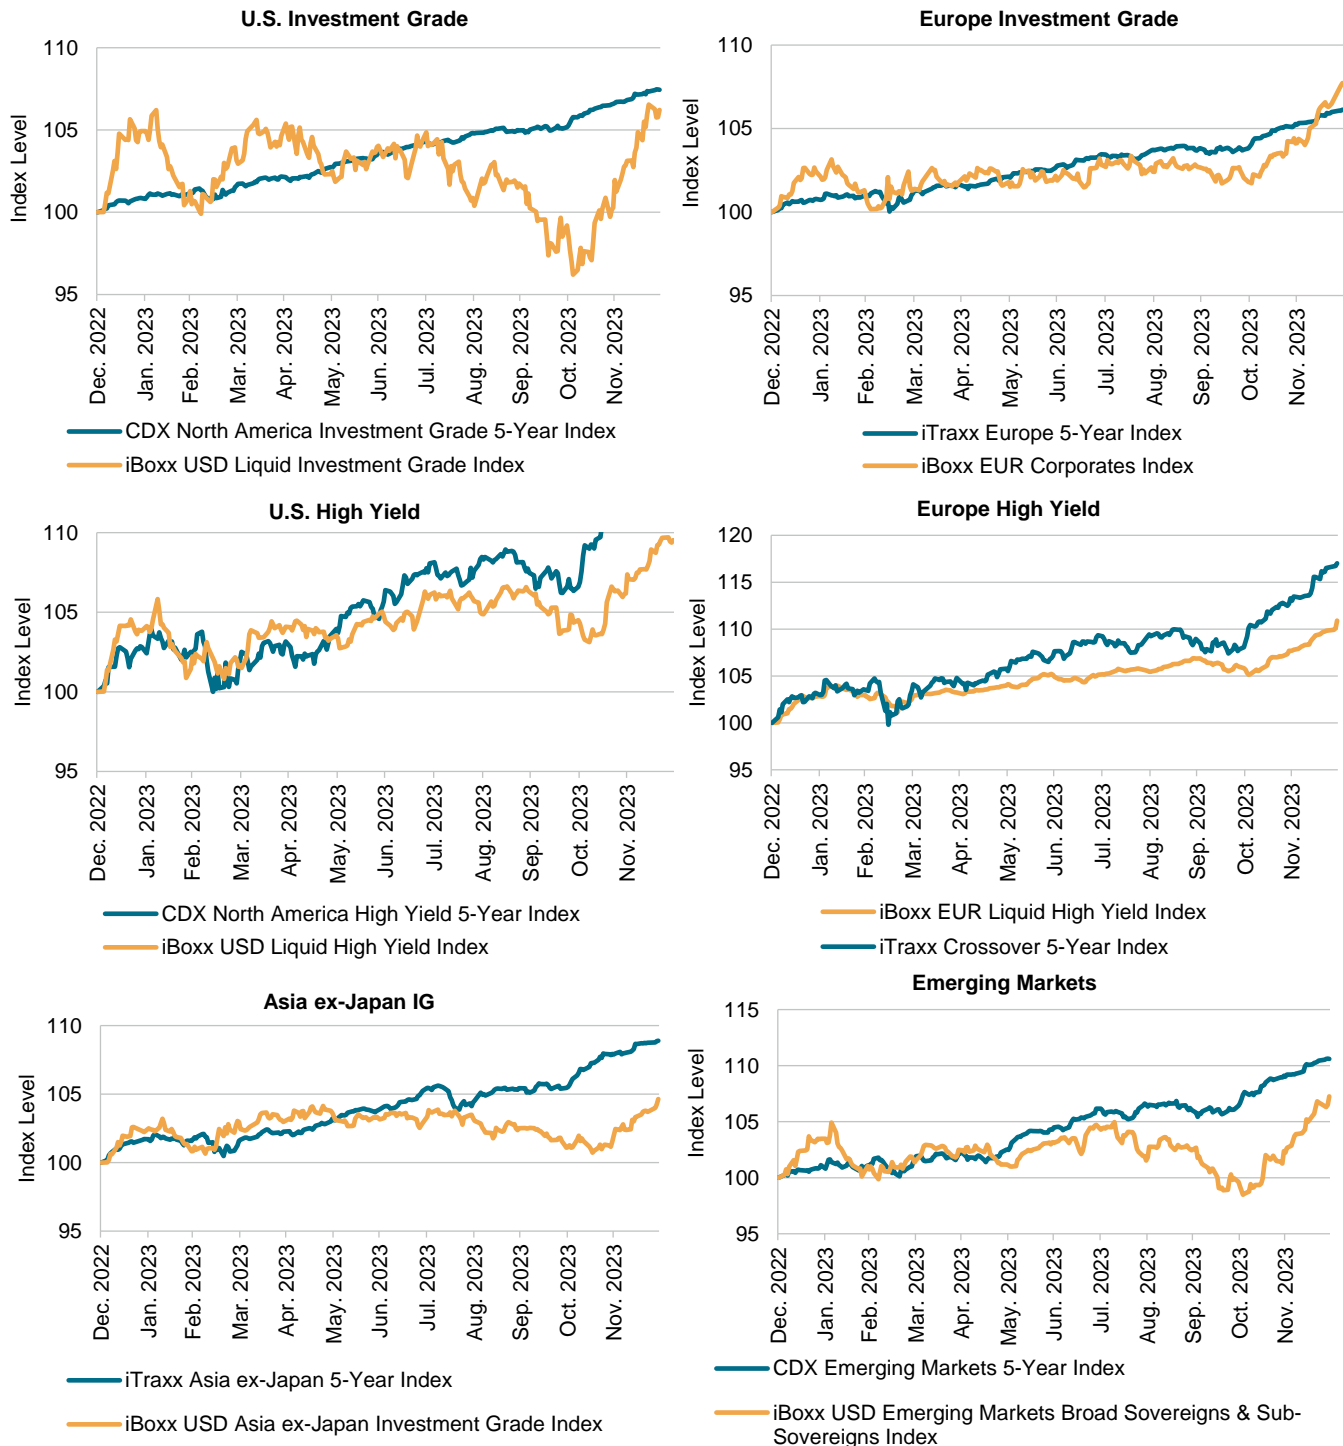 U.S. Investment Grade
110
105
100
95
Index Level
Dec. 2022
Jan. 2023
Feb. 2023
Mar. 2023
Apr. 2023
May. 2023
Jun. 2023
Jul. 2023
Aug. 2023
Sep. 2023
Oct. 2023
Nov. 2023
CDX North America Investment Grade 5-Year Index
iBoxx USD Liquid Investment Grade Index
Europe Investment Grade
110
105
100
95
Index Level
Dec. 2022
Jan. 2023
Feb. 2023
Mar. 2023
Apr. 2023
May. 2023
Jun. 2023
Jul. 2023
Aug. 2023
Sep. 2023
Oct. 2023
Nov. 2023
iTraxx Europe 5-Year Index
iBoxx EUR Corporates Index
U.S. High Yield
110
105
100
95
Index Level
Dec. 2022
Jan. 2023
Feb. 2023
Mar. 2023
Apr. 2023
May. 2023
Jun. 2023
Jul. 2023
Aug. 2023
Sep. 2023
Oct. 2023
Nov. 2023
CDX North America High Yield 5-Year Index
iBoxx USD Liquid High Yield Index
Europe High Yield
120
115
110
105
100
95
Index Level
Dec. 2022
Jan. 2023
Feb. 2023
Mar. 2023
Apr. 2023
May. 2023
Jun. 2023
Jul. 2023
Aug. 2023
Sep. 2023
Oct. 2023
Nov. 2023
iBoxx EUR Liquid High Yield Index
iTraxx Crossover 5-Year Index
Asia ex-Japan IG
110
105
100
95
Index Level
Dec. 2022
Jan. 2023
Feb. 2023
Mar. 2023
Apr. 2023
May. 2023
Jun. 2023
Jul. 2023
Aug. 2023
Sep. 2023
Oct. 2023
Nov. 2023
iTraxx Asia ex-Japan 5-Year Index
iBoxx USD Asia ex-Japan Investment Grade Index
Emerging Markets
115
110
105
100
95
Index Level
Dec. 2022
Jan. 2023
Feb. 2023
Mar. 2023
Apr. 2023
May. 2023
Jun. 2023
Jul. 2023
Aug. 2023
Sep. 2023
Oct. 2023
Nov. 2023
CDX Emerging Markets 5-Year Index
iBoxx USD Emerging Markets Broad Sovereigns & Sub-
Sovereigns Index